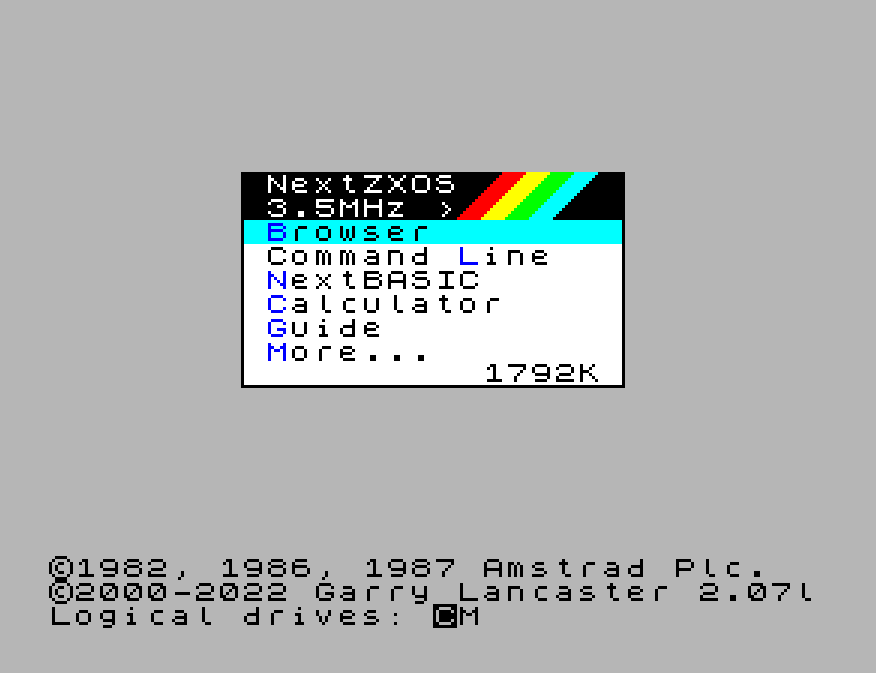 NextZXOS
3.5MHz >
Browser
Command Line
NextBASIC
Calculator
Guide
More...
1792K
©1982, 1986, 1987 Amstrad Plc.
©2000-2022 Garry Lancaster 2.07l
Logical drives: CM